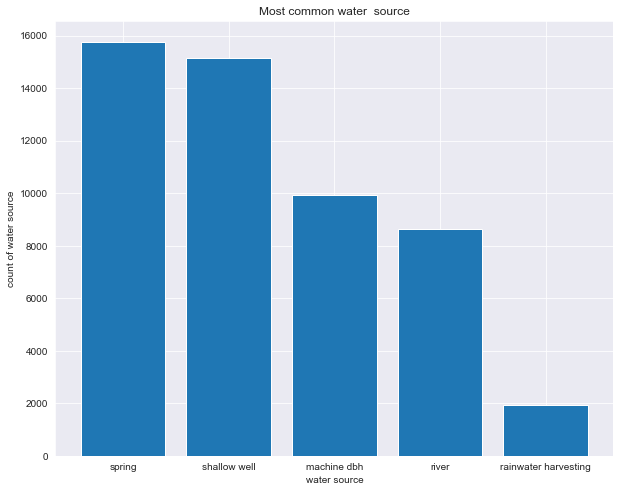 Most common water  source
16000
14000
12000
10000
8000
6000
4000
2000
0
count of water source
spring
shallow well
machine dbh
river
rainwater harvesting
water source